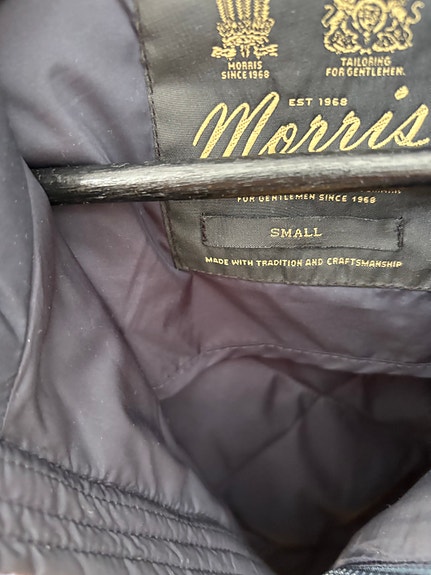 MORRIS
SINCE 1968
TAILORING
FOR GENTLEMEN.
EST 1968
Morris
FOR GENTLEMEN SINCE 1968
SMALL
MADE WITH TRADITION AND CRAFTSMANSHIP